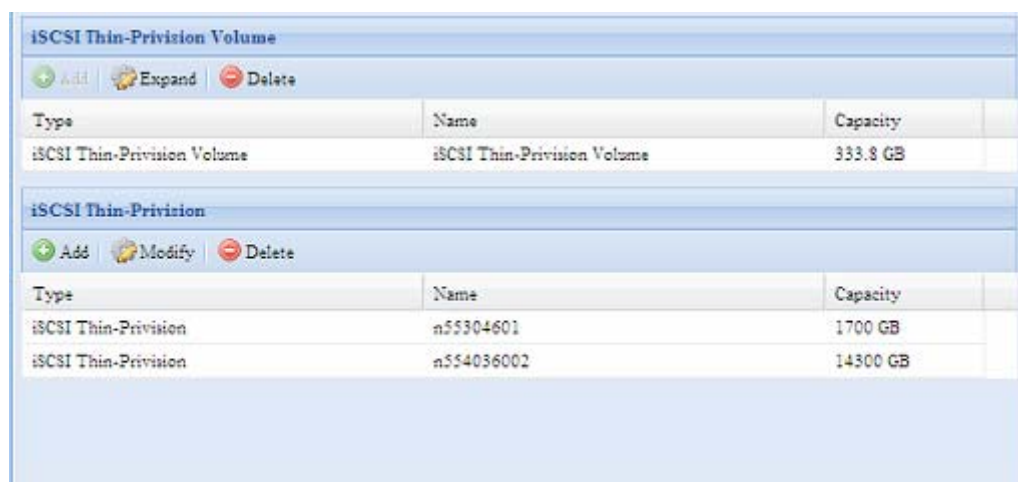 iSCSI Thin-Privision Volume
Add Expand Delete
Type Name Capacity
iSCSI Thin-Privision Volume iSCSI Thin-Privision Volume 333.8 GB
iSCSI Thin-Privision
Add Modify Delete
Type Name Capacity
iSCSI Thin-Privision n55304601 1700 GB
iSCSI Thin-Privision n554036002 14300 GB